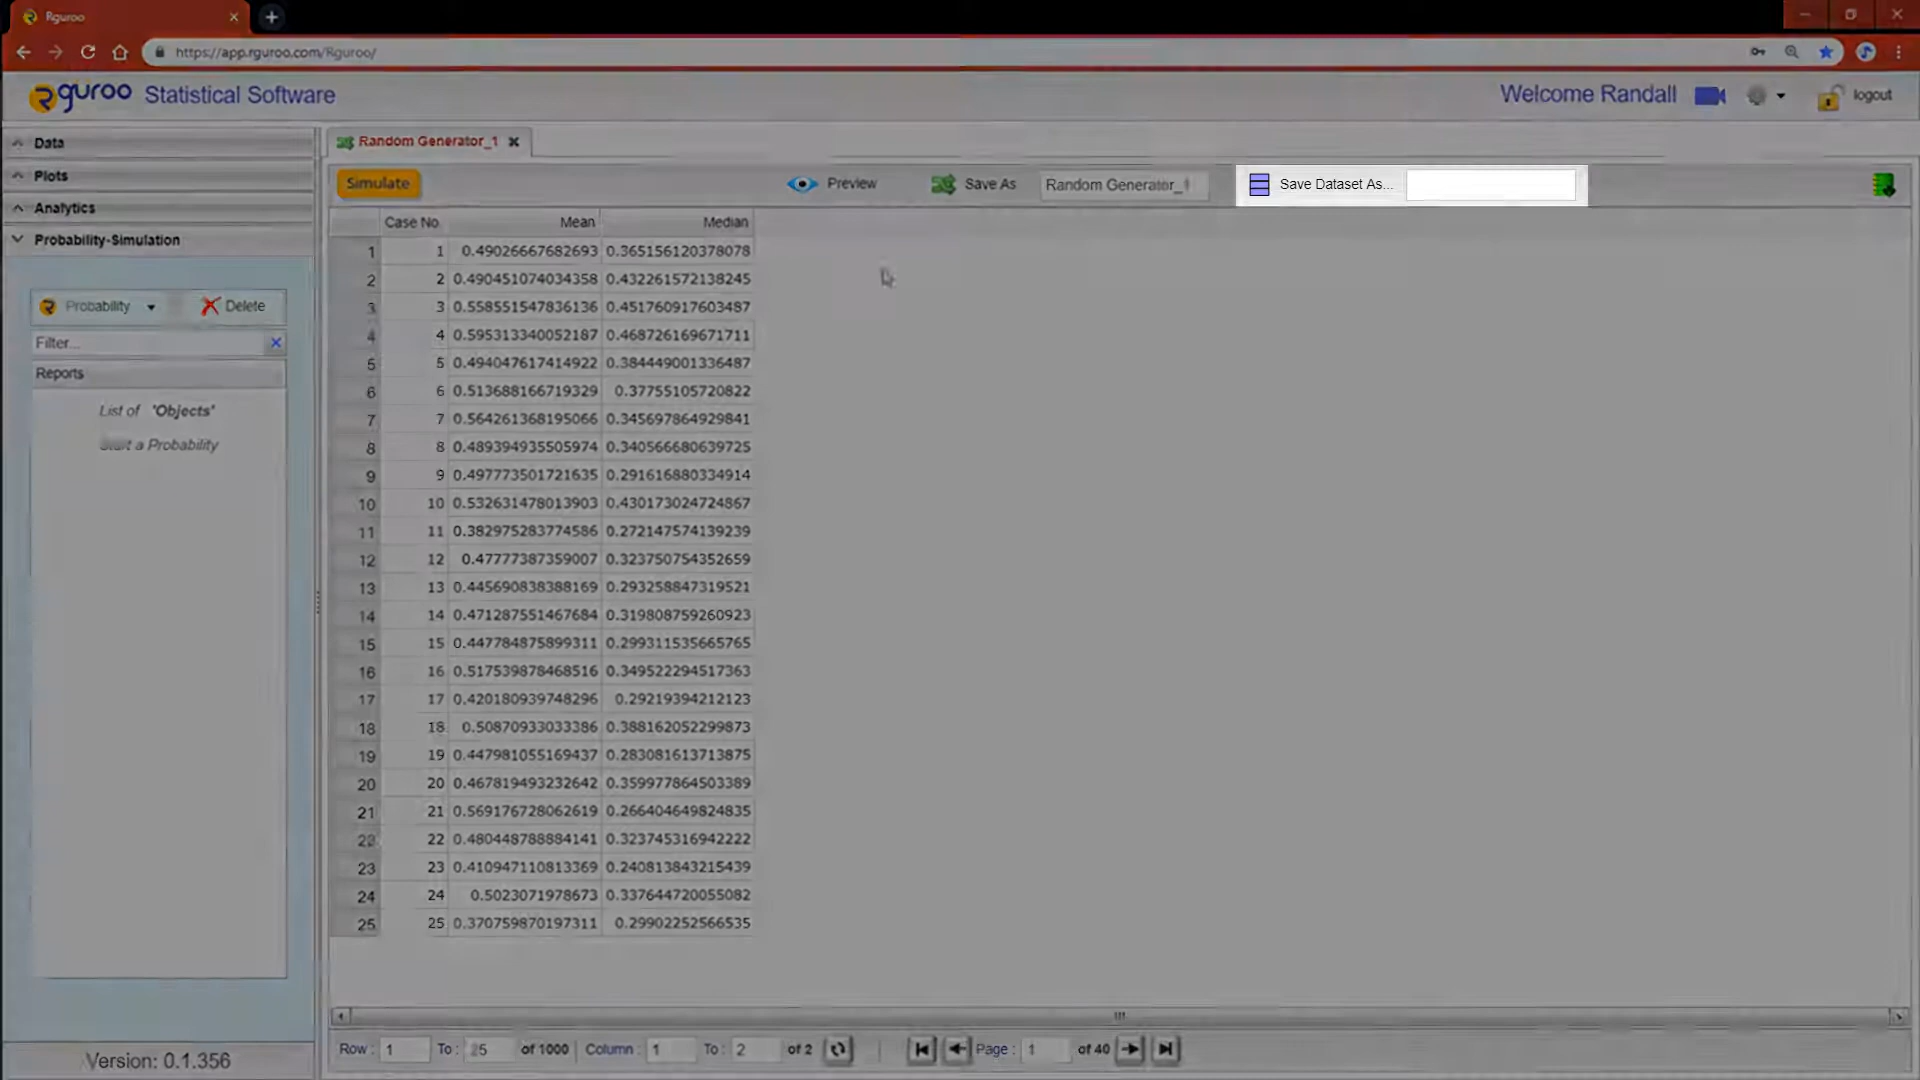 Rguroo
https://app.rguroo.com/Rguroo/
Rguroo Statistical Software
Welcome Randall
logout
Data
Plots
Analytics
Probability-Simulation
Probability
Delete
Filter...
Reports
List of 'Objects'
Start a Probability
Version: 0.1.356
Random Generator_1
Simulate
Preview
Save As
Random Generator_1
Save Dataset As...
Case No. Mean Median
1 1 0.49026667682693 0.365156120378078
2 2 0.490451074034358 0.432261572138245
3 3 0.558551547836136 0.451760917603487
4 4 0.595313340052187 0.468726169671711
5 5 0.494047617414922 0.384449001336487
6 6 0.513688166719329 0.37755105720822
7 7 0.564261368195066 0.345697864929841
8 8 0.489394935505974 0.340566680639725
9 9 0.497773501721635 0.291616880334914
10 10 0.532631478013903 0.430173024724867
11 11 0.382975283774586 0.272147574139239
12 12 0.47777387359007 0.323750754352659
13 13 0.445690838388169 0.293258847319521
14 14 0.471287551467684 0.319808759260923
15 15 0.447784875899311 0.299311535665765
16 16 0.517539878468516 0.349522294517363
17 17 0.420180939748296 0.29219394212123
18 18 0.50870933033386 0.388162052299873
19 19 0.447981055169437 0.283081613713875
20 20 0.467819493232642 0.359977864503389
21 21 0.569176728062619 0.266404649824835
22 22 0.480448788884141 0.323745316942222
23 23 0.410947110813369 0.240813843215439
24 24 0.5023071978673 0.337644720055082
25 25 0.370759870197311 0.29902252566535
Row : 1 To : 25 of 1000 Column : 1 To : 2 of 2 Page : 1 of 40